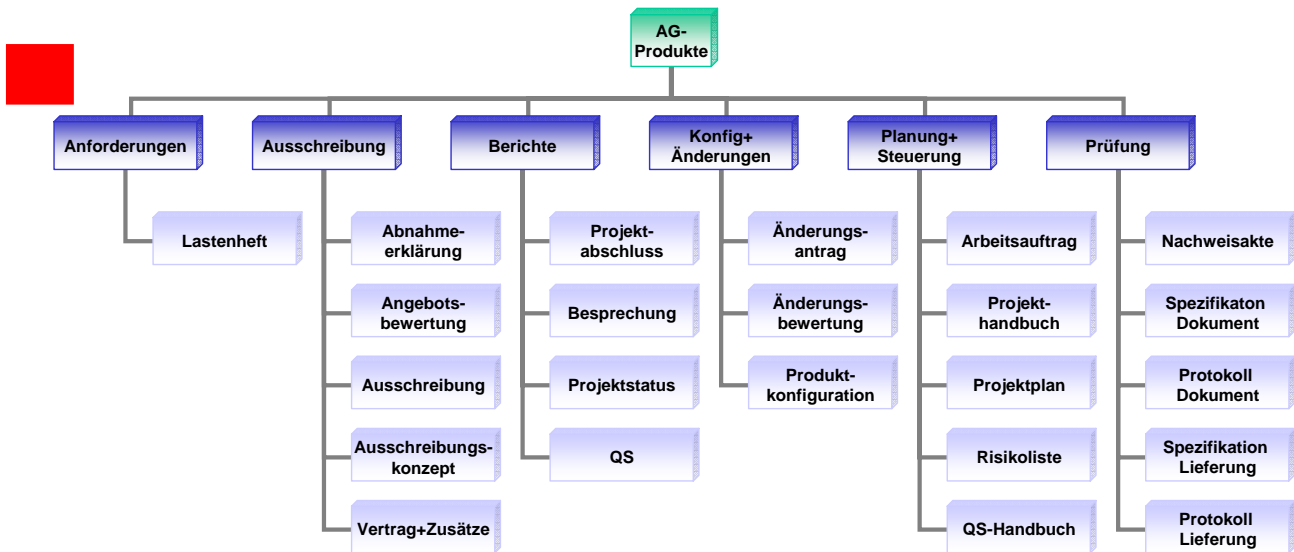 AG-
Produkte
Anforderungen
Ausschreibung
Berichte
Konfig+
Änderungen
Planung+
Steuerung
Prüfung
Lastenheft
Abnahme-
erklärung
Angebots-
bewertung
Ausschreibung
Ausschreibungs-
konzept
Vertrag+Zusätze
Projekt-
abschluss
Besprechung
Projektstatus
QS
Änderungs-
antrag
Änderungs-
bewertung
Produkt-
konfiguration
Arbeitsauftrag
Projekt-
handbuch
Projektplan
Risikoliste
QS-Handbuch
Nachweisakte
Spezifikaton
Dokument
Protokoll
Dokument
Spezifikation
Lieferung
Protokoll
Lieferung